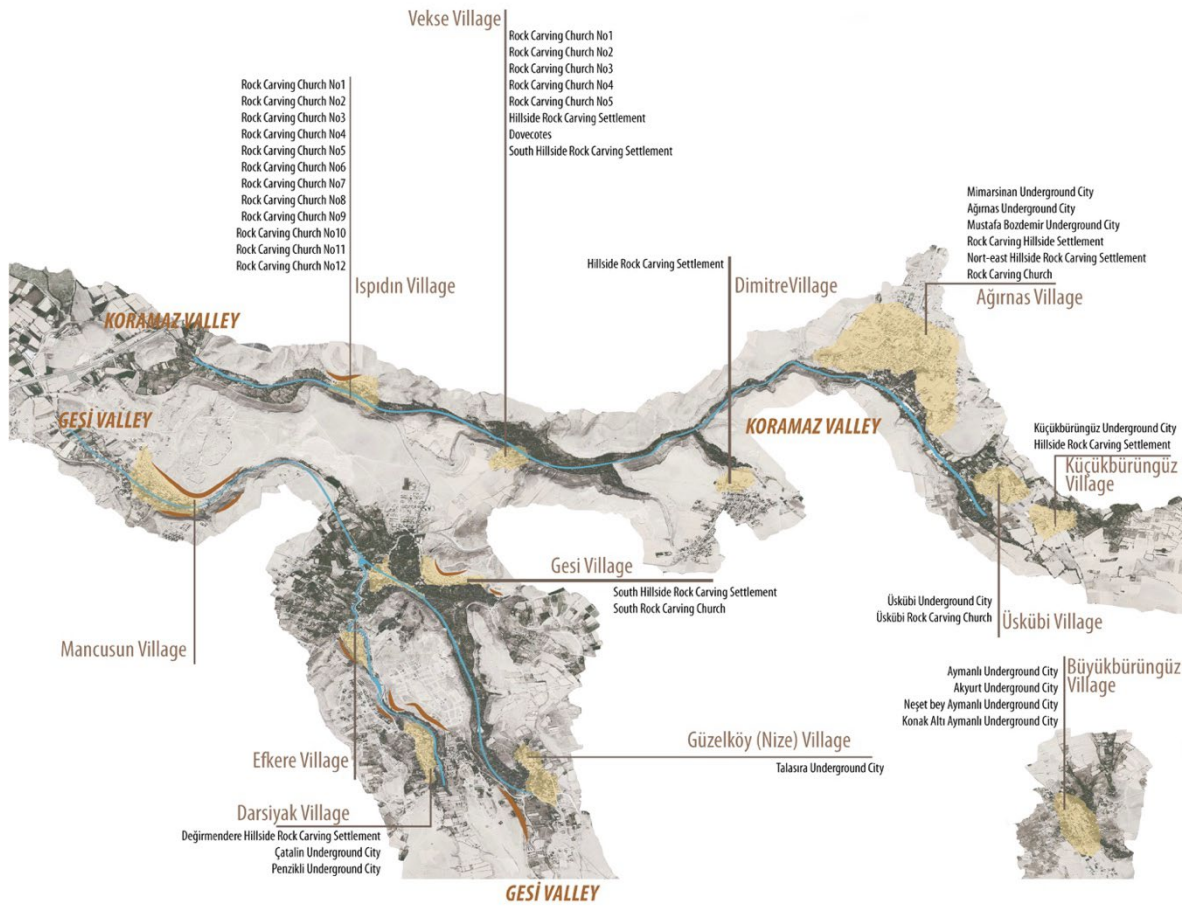 Vekse Village
Rock Carving Church No1
Rock Carving Church No2
Rock Carving Church No3
Rock Carving Church No4
Rock Carving Church No5
Hillside Rock Carving Settlement
Dovecotes
South Hillside Rock Carving Settlement
Rock Carving Church No1
Rock Carving Church No2
Rock Carving Church No3
Rock Carving Church No4
Rock Carving Church No5
Rock Carving Church No6
Rock Carving Church No7
Rock Carving Church No8
Rock Carving Church No9
Rock Carving Church No10
Rock Carving Church No11
Rock Carving Church No12
Ispıdın Village
Hillside Rock Carving Settlement
DimitreVillage
Mimarsinan Underground City
Ağırnas Underground City
Mustafa Bozdemir Underground City
Rock Carving Hillside Settlement
Nort-east Hillside Rock Carving Settlement
Rock Carving Church
Ağırnas Village
KORAMAZ VALLEY
GESİ VALLEY
KORAMAZ VALLEY
Küçükbürüngüz Underground City
Hillside Rock Carving Settlement
Küçükbürüngüz
Village
Gesi Village
South Hillside Rock Carving Settlement
South Rock Carving Church
Üskübi Underground City
Üskübi Rock Carving Church
Üskübi Village
Mancusun Village
Aymanlı Underground City
Akyurt Underground City
Neşet bey Aymanlı Underground City
Konak Altı Aymanlı Underground City
Büyükbürüngüz
Village
Güzelköy (Nize) Village
Talasıra Underground City
Efkere Village
Darsiyak Village
Değirmendere Hillside Rock Carving Settlement
Çatalin Underground City
Penzikli Underground City
GESİ VALLEY